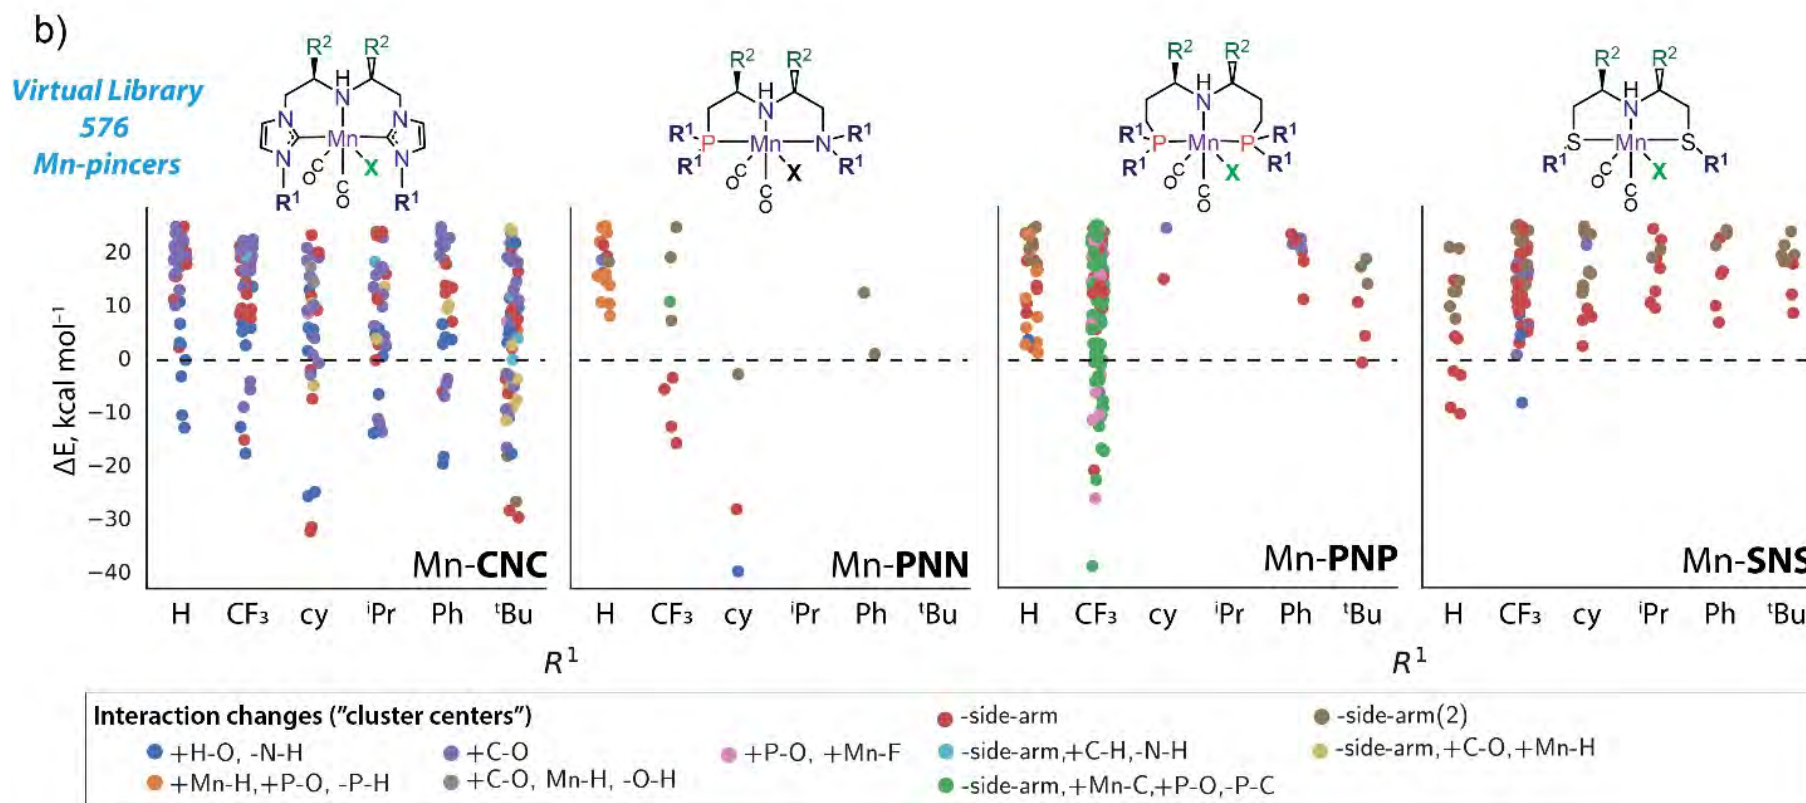 b)
Virtual Library
576
Mn-pincers
R² R²
H
N
N N
Mn
N N
OC X
C
O
R¹ R¹
R² R²
H
N
R¹ R¹
P Mn N
R¹ R¹
OC X
C
O
R² R²
H
N
R¹ R¹
P Mn P
R¹ R¹
OC X
C
O
R² R²
H
N
S Mn S
R¹ R¹
OC X
C
O
ΔE, kcal mol⁻¹
20
10
0
−10
−20
−30
−40
Mn-CNC
Mn-PNN
Mn-PNP
Mn-SNS
H CF₃ cy ⁱPr Ph ᵗBu
H CF₃ cy ⁱPr Ph ᵗBu
H CF₃ cy ⁱPr Ph ᵗBu
H CF₃ cy ⁱPr Ph ᵗBu
R¹
R¹
Interaction changes ("cluster centers")
+H-O, -N-H
+Mn-H,+P-O, -P-H
+C-O
+C-O, Mn-H, -O-H
+P-O, +Mn-F
-side-arm
-side-arm,+C-H,-N-H
-side-arm,+Mn-C,+P-O,-P-C
-side-arm(2)
-side-arm,+C-O,+Mn-H